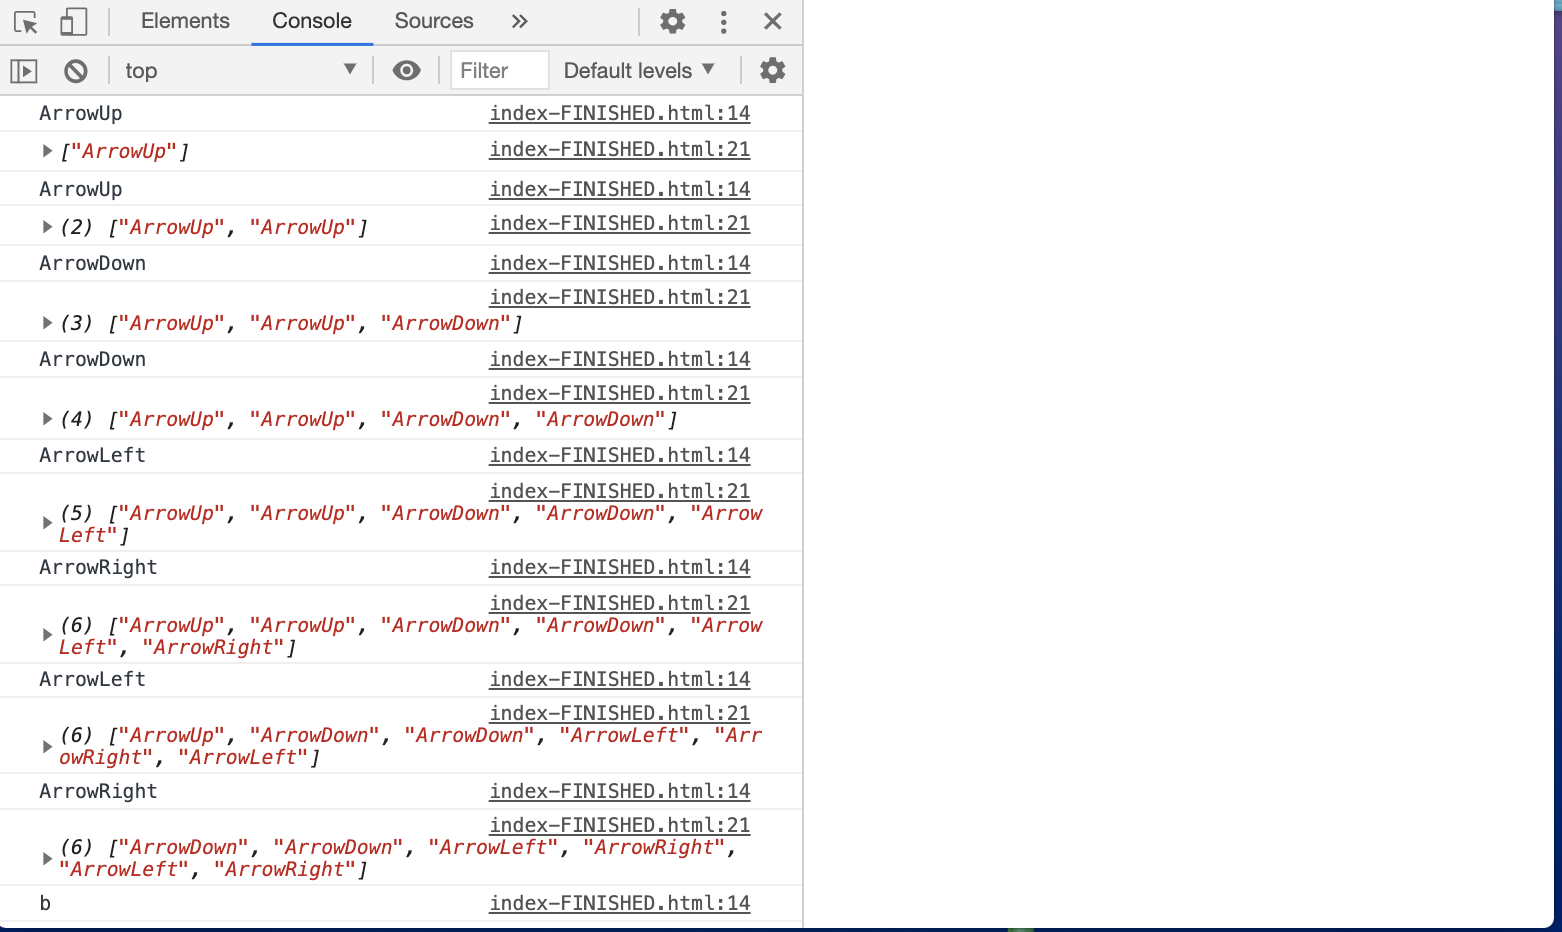 Elements Console Sources »
top Filter Default levels
ArrowUp index-FINISHED.html:14
["ArrowUp"] index-FINISHED.html:21
ArrowUp index-FINISHED.html:14
(2) ["ArrowUp", "ArrowUp"] index-FINISHED.html:21
ArrowDown index-FINISHED.html:14
index-FINISHED.html:21
(3) ["ArrowUp", "ArrowUp", "ArrowDown"]
ArrowDown index-FINISHED.html:14
index-FINISHED.html:21
(4) ["ArrowUp", "ArrowUp", "ArrowDown", "ArrowDown"]
ArrowLeft index-FINISHED.html:14
index-FINISHED.html:21
(5) ["ArrowUp", "ArrowUp", "ArrowDown", "ArrowDown", "Arrow
Left"]
ArrowRight index-FINISHED.html:14
index-FINISHED.html:21
(6) ["ArrowUp", "ArrowUp", "ArrowDown", "ArrowDown", "Arrow
Left", "ArrowRight"]
ArrowLeft index-FINISHED.html:14
index-FINISHED.html:21
(6) ["ArrowUp", "ArrowDown", "ArrowDown", "ArrowLeft", "Arr
owRight", "ArrowLeft"]
ArrowRight index-FINISHED.html:14
index-FINISHED.html:21
(6) ["ArrowDown", "ArrowDown", "ArrowLeft", "ArrowRight",
"ArrowLeft", "ArrowRight"]
b index-FINISHED.html:14